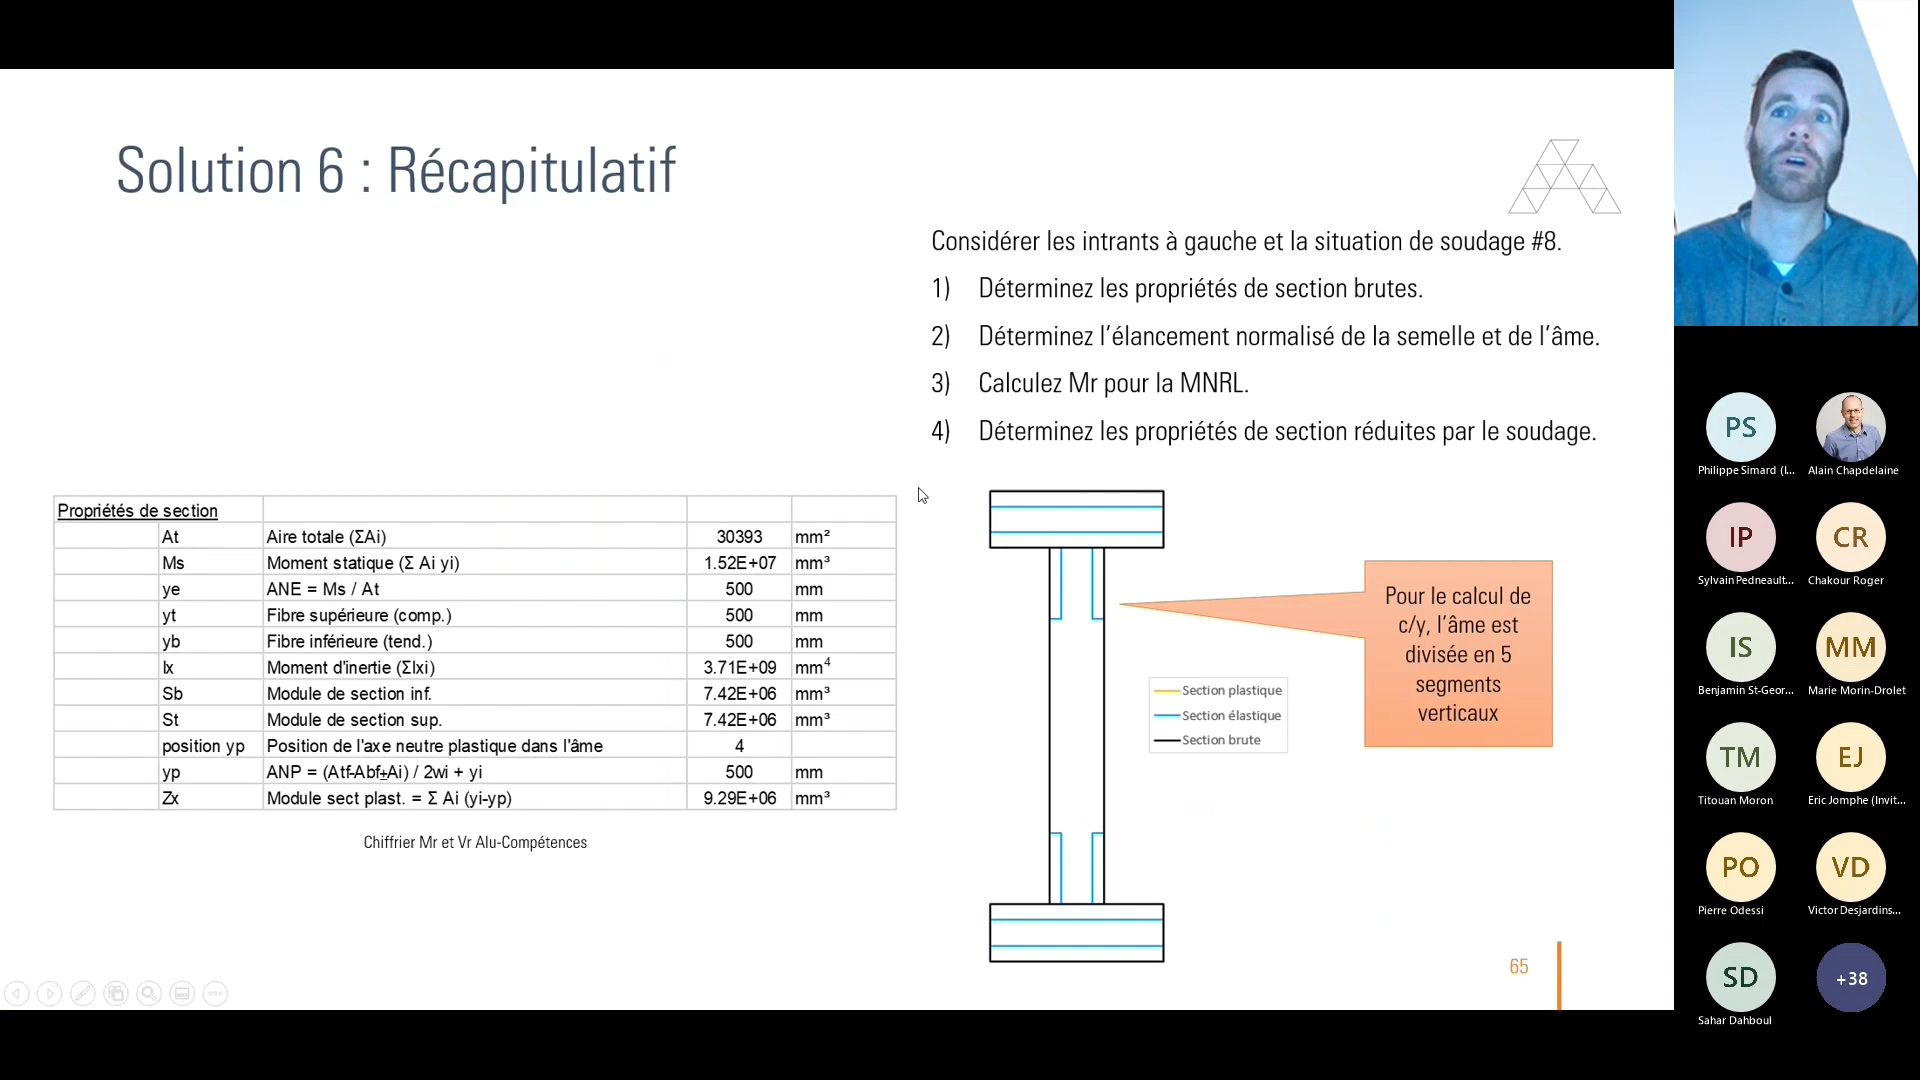 Solution 6 : Récapitulatif
Considérer les intrants à gauche et la situation de soudage #8.
1) Déterminez les propriétés de section brutes.
2) Déterminez l’élancement normalisé de la semelle et de l’âme.
3) Calculez Mr pour la MNRL.
4) Déterminez les propriétés de section réduites par le soudage.
Propriétés de section
At Aire totale (ΣAi) 30393 mm²
Ms Moment statique (Σ Ai yi) 1.52E+07 mm³
ye ANE = Ms / At 500 mm
yt Fibre supérieure (comp.) 500 mm
yb Fibre inférieure (tend.) 500 mm
Ix Moment d'inertie (ΣIxi) 3.71E+09 mm⁴
Sb Module de section inf. 7.42E+06 mm³
St Module de section sup. 7.42E+06 mm³
position yp Position de l'axe neutre plastique dans l'âme 4
yp ANP = (Atf-Abf±Ai) / 2wi + yi 500 mm
Zx Module sect plast. = Σ Ai (yi-yp) 9.29E+06 mm³
Chiffrier Mr et Vr Alu-Compétences
Section plastique
Section élastique
Section brute
Pour le calcul de
c/y, l’âme est
divisée en 5
segments
verticaux
65
PS
Philippe Simard (I...
Alain Chapdelaine
IP
Sylvain Pedneault...
CR
Chakour Roger
IS
Benjamin St-Geor...
MM
Marie Morin-Drolet
TM
Titouan Moron
EJ
Eric Jomphe (Invit...
PO
Pierre Odessi
VD
Victor Desjardins...
SD
Sahar Dahboul
+38